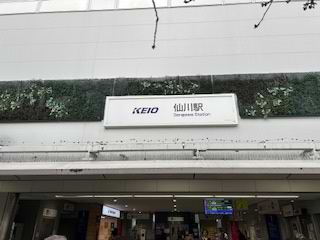 KEIO 仙川駅
Sengawa Station